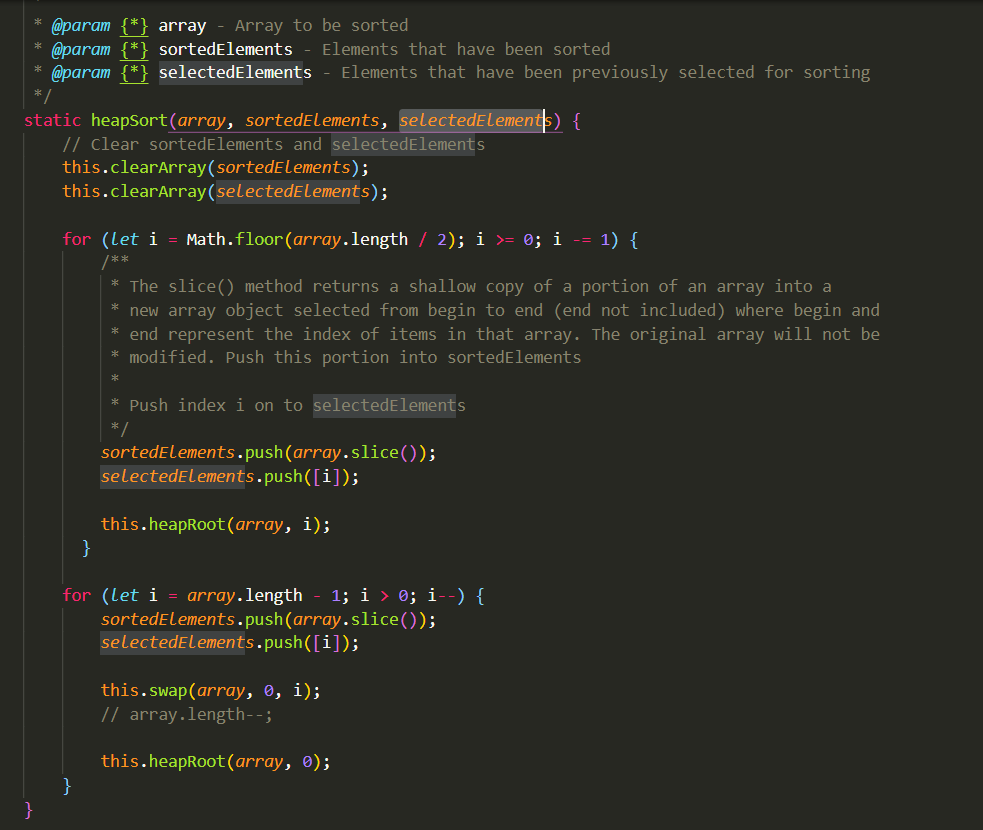 * @param {*} array - Array to be sorted
* @param {*} sortedElements - Elements that have been sorted
* @param {*} selectedElements - Elements that have been previously selected for sorting
*/
static heapSort(array, sortedElements, selectedElements) {
// Clear sortedElements and selectedElements
this.clearArray(sortedElements);
this.clearArray(selectedElements);
for (let i = Math.floor(array.length / 2); i >= 0; i -= 1) {
/**
* The slice() method returns a shallow copy of a portion of an array into a
* new array object selected from begin to end (end not included) where begin and
* end represent the index of items in that array. The original array will not be
* modified. Push this portion into sortedElements
*
* Push index i on to selectedElements
*/
sortedElements.push(array.slice());
selectedElements.push([i]);
this.heapRoot(array, i);
}
for (let i = array.length - 1; i > 0; i--) {
sortedElements.push(array.slice());
selectedElements.push([i]);
this.swap(array, 0, i);
// array.length--;
this.heapRoot(array, 0);
}
}